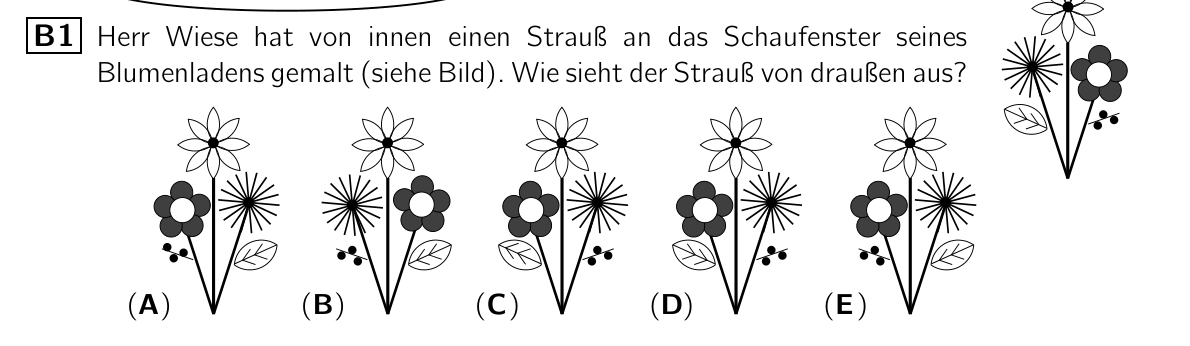 B1 Herr Wiese hat von innen einen Strauß an das Schaufenster seines
Blumenladens gemalt (siehe Bild). Wie sieht der Strauß von draußen aus?
(A) (B) (C) (D) (E)